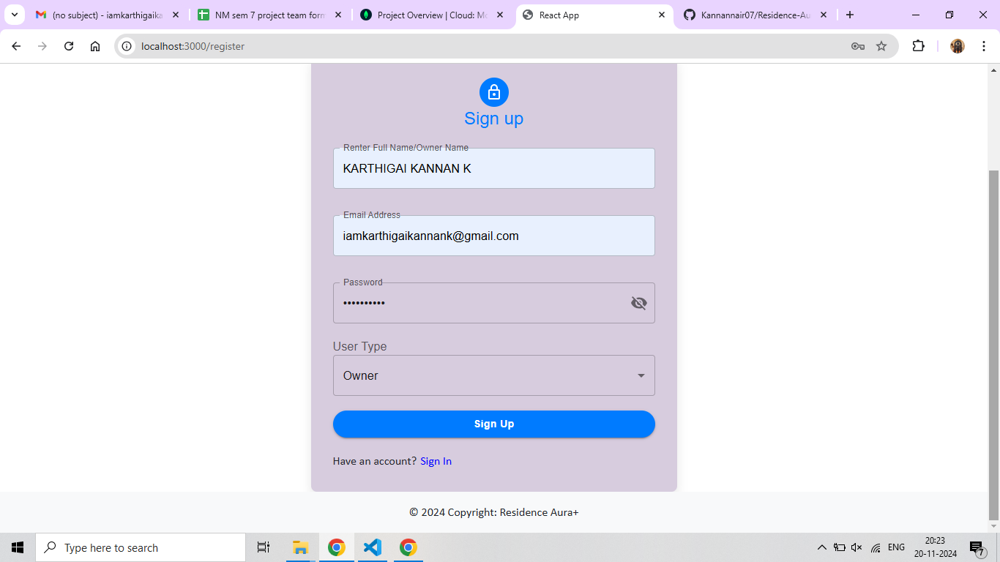 (no subject) - iamkarthigaika
NM sem 7 project team form
Project Overview | Cloud: Mo
React App
Kannannair07/Residence-Au
localhost:3000/register
Sign up
Renter Full Name/Owner Name
KARTHIGAI KANNAN K
Email Address
iamkarthigaikannank@gmail.com
Password
••••••••••
User Type
Owner
Sign Up
Have an account? Sign In
© 2024 Copyright: Residence Aura+
Type here to search
ENG
20:23
20-11-2024
7